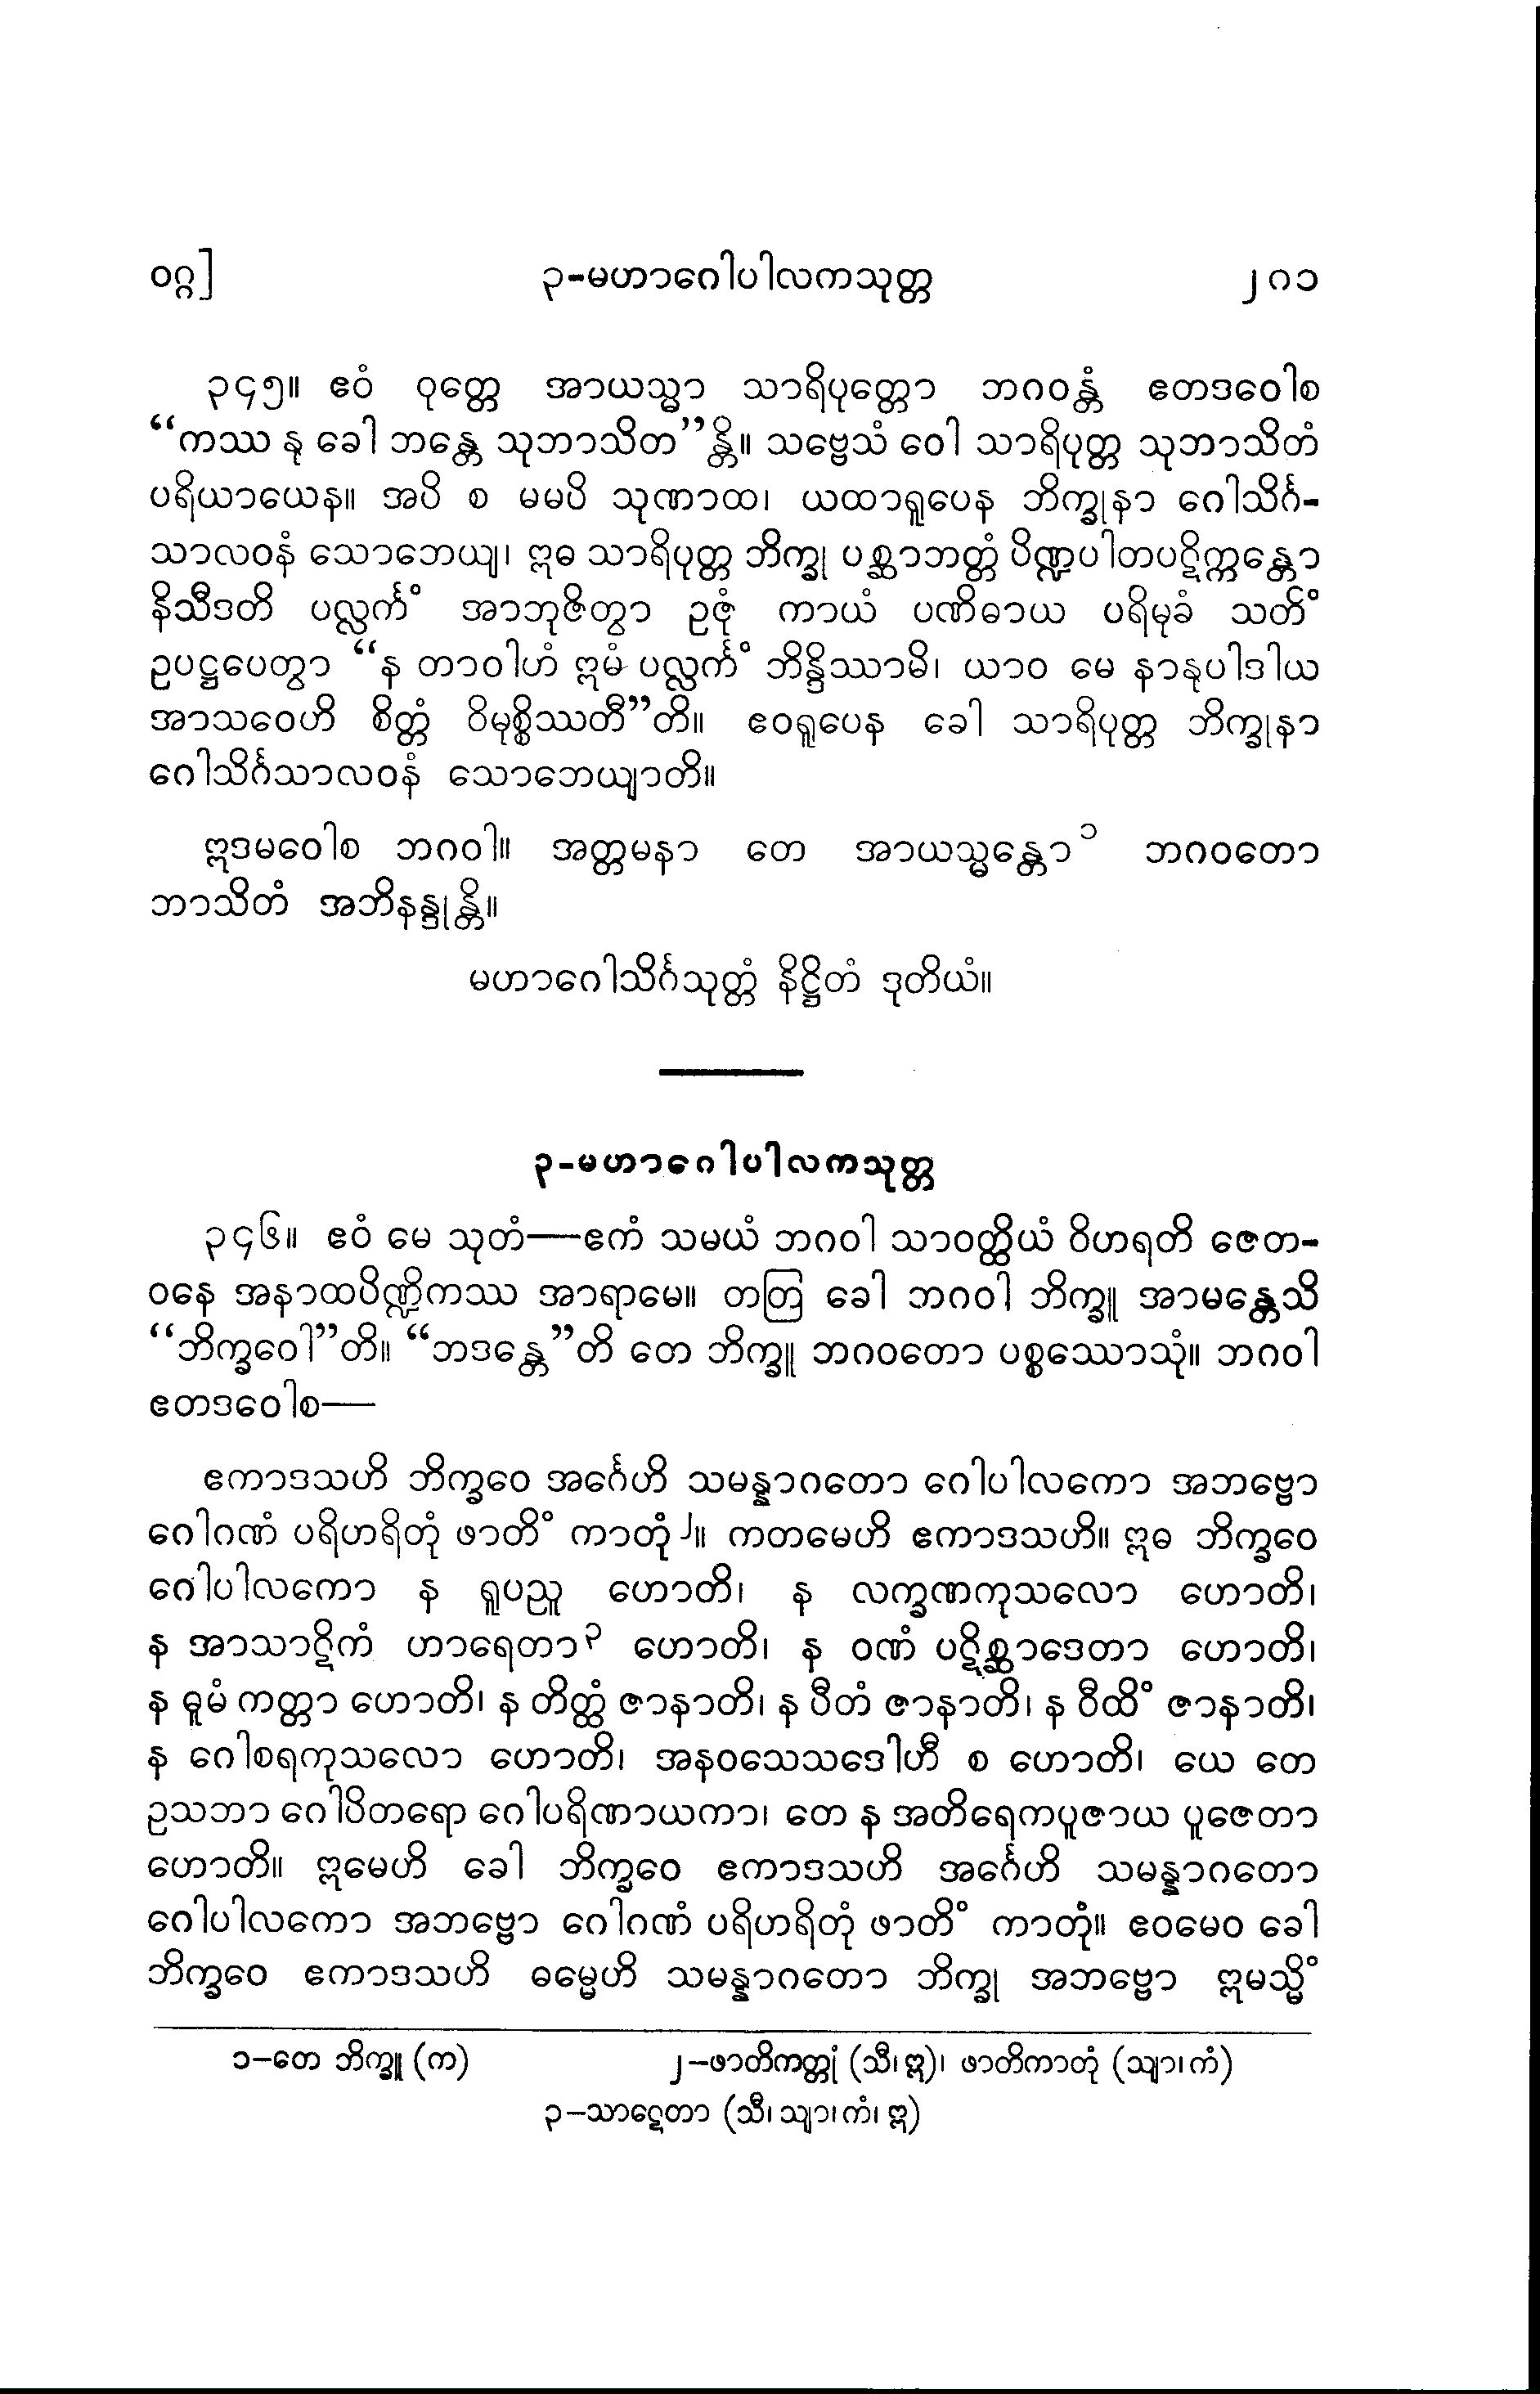 ဝဂ္ဂ]
၃-မဟာဂေါပါလကသုတ္တ
၂၇၁
၃၄၅။ ဧဝံ ဝုတ္တေ အာယသ္မာ သာရိပုတ္တော ဘဂဝန္တံ ဧတဒဝေါစ
“ကဿ နု ခေါ ဘန္တေ သုဘာသိတ”န္တိ။ သဗ္ဗေသံ ဝေါ သာရိပုတ္တ သုဘာသိတံ
ပရိယာယေန။ အပိ စ မမပိ သုဏာထ၊ ယထာရူပေန ဘိက္ခုနာ ဂေါသိင်္ဂ-
သာလဝနံ သောဘေယျ၊ ဣဓ သာရိပုတ္တ ဘိက္ခု ပစ္ဆာဘတ္တံ ပိဏ္ဍပါတပဋိက္ကန္တော
နိသီဒတိ ပလ္လင်္ကံ အာဘုဇိတွာ ဥဇုံ ကာယံ ပဏိဓာယ ပရိမုခံ သတိံ
ဥပဋ္ဌပေတွာ “န တာဝါဟံ ဣမံ ပလ္လင်္ကံ ဘိန္ဒိဿာမိ၊ ယာဝ မေ နာနုပါဒါယ
အာသဝေဟိ စိတ္တံ ဝိမုစ္စိဿတီ”တိ။ ဧဝရူပေန ခေါ သာရိပုတ္တ ဘိက္ခုနာ
ဂေါသိင်္ဂသာလဝနံ သောဘေယျာတိ။
ဣဒမဝေါစ ဘဂဝါ။ အတ္တမနာ တေ အာယသ္မန္တော၁ ဘဂဝတော
ဘာသိတံ အဘိနန္ဒုန္တိ။
မဟာဂေါသိင်္ဂသုတ္တံ နိဋ္ဌိတံ ဒုတိယံ။
၃-မဟာဂေါပါလကသုတ္တ
၃၄၆။ ဧဝံ မေ သုတံ—ဧကံ သမယံ ဘဂဝါ သာဝတ္ထိယံ ဝိဟရတိ ဇေတ-
ဝနေ အနာထပိဏ္ဍိကဿ အာရာမေ။ တတြ ခေါ ဘဂဝါ ဘိက္ခူ အာမန္တေသိ
“ဘိက္ခဝေါ”တိ။ “ဘဒန္တေ”တိ တေ ဘိက္ခူ ဘဂဝတော ပစ္စဿောသုံ။ ဘဂဝါ
ဧတဒဝေါစ—
ဧကာဒသဟိ ဘိက္ခဝေ အင်္ဂေဟိ သမန္နာဂတော ဂေါပါလကော အဘဗ္ဗော
ဂေါဂဏံ ပရိဟရိတုံ ဖာတိံ ကာတုံ၂။ ကတမေဟိ ဧကာဒသဟိ။ ဣဓ ဘိက္ခဝေ
ဂေါပါလကော န ရူပညူ ဟောတိ၊ န လက္ခဏကုသလော ဟောတိ၊
န အာသာဋိကံ ဟာရေတာ၃ ဟောတိ၊ န ဝဏံ ပဋိစ္ဆာဒေတာ ဟောတိ၊
န ဓူမံ ကတ္တာ ဟောတိ၊ န တိတ္ထံ ဇာနာတိ၊ န ပီတံ ဇာနာတိ၊ န ဝီထိံ ဇာနာတိ၊
န ဂေါစရကုသလော ဟောတိ၊ အနဝသေသဒေါဟီ စ ဟောတိ၊ ယေ တေ
ဥသဘာ ဂေါပိတရော ဂေါပရိဏာယကာ၊ တေ န အတိရေကပူဇာယ ပူဇေတာ
ဟောတိ။ ဣမေဟိ ခေါ ဘိက္ခဝေ ဧကာဒသဟိ အင်္ဂေဟိ သမန္နာဂတော
ဂေါပါလကော အဘဗ္ဗော ဂေါဂဏံ ပရိဟရိတုံ ဖာတိံ ကာတုံ။ ဧဝမေဝ ခေါ
ဘိက္ခဝေ ဧကာဒသဟိ ဓမ္မေဟိ သမန္နာဂတော ဘိက္ခု အဘဗ္ဗော ဣမသ္မိံ
၁–တေ ဘိက္ခူ (က)
၂–ဖာတိကတ္တုံ (သီ၊ ဣ)၊ ဖာတိကာတုံ (သျာ၊ ကံ)
၃–သာဋေတာ (သီ၊ သျာ၊ ကံ၊ ဣ)